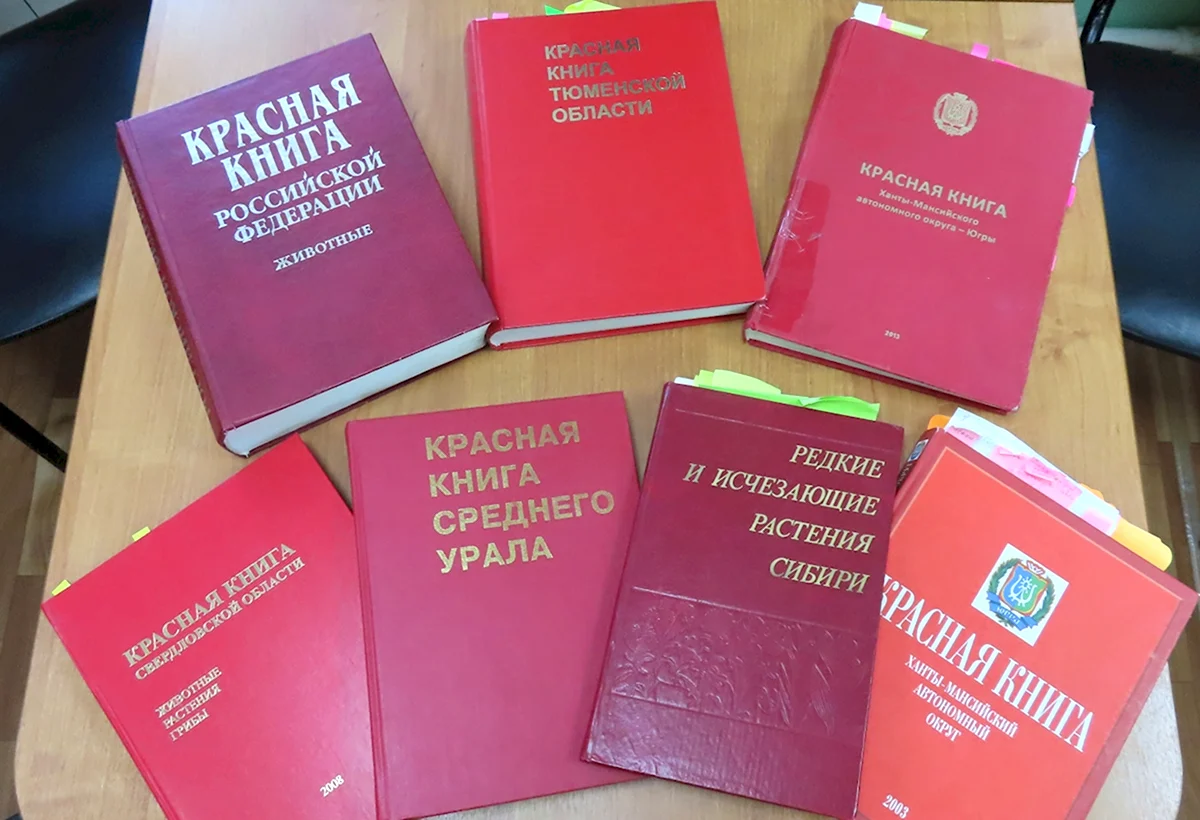 КРАСНАЯ
КНИГА
РОССИЙСКОЙ
ФЕДЕРАЦИИ
ЖИВОТНЫЕ
КРАСНАЯ
КНИГА
ТЮМЕНСКОЙ
ОБЛАСТИ
КРАСНАЯ КНИГА
Ханты-Мансийского
автономного округа – Югры
2013
КРАСНАЯ КНИГА
СВЕРДЛОВСКОЙ ОБЛАСТИ
ЖИВОТНЫЕ
РАСТЕНИЯ
ГРИБЫ
2008
КРАСНАЯ
КНИГА
СРЕДНЕГО
УРАЛА
РЕДКИЕ
И ИСЧЕЗАЮЩИЕ
РАСТЕНИЯ
СИБИРИ
КРАСНАЯ КНИГА
ХАНТЫ-МАНСИЙСКИЙ
АВТОНОМНЫЙ
ОКРУГ
2003